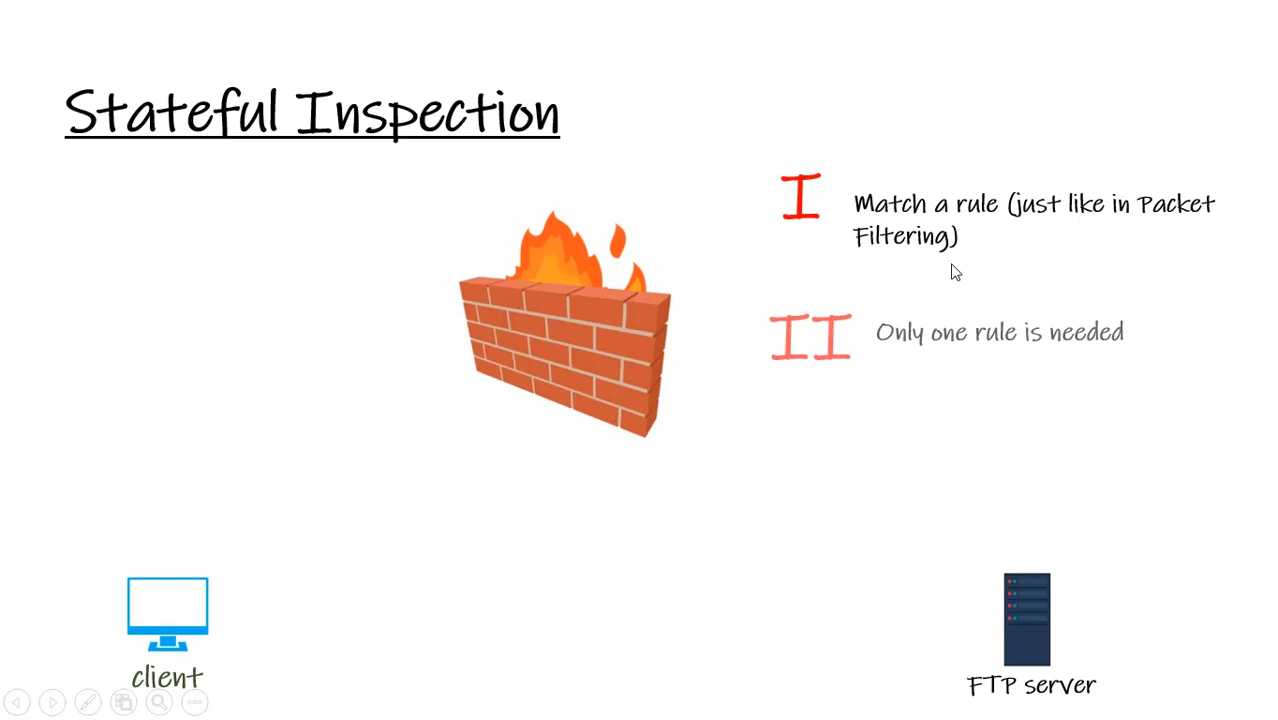 Stateful Inspection
I
Match a rule (just like in Packet
Filtering)
II
Only one rule is needed
client
FTP server